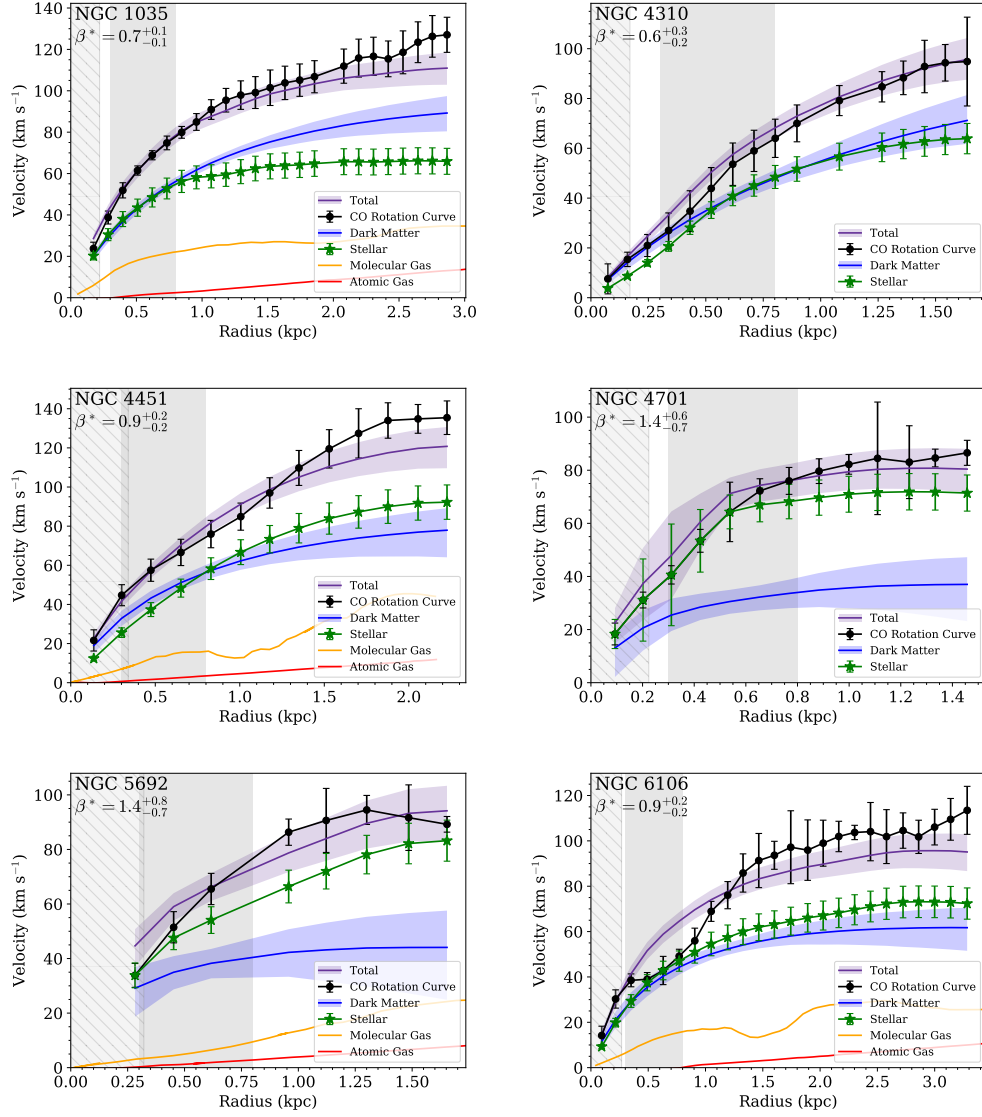 NGC 1035
β* = 0.7 +0.1 −0.1
140
120
100
80
60
40
20
0
Velocity (km s⁻¹)
Total
CO Rotation Curve
Dark Matter
Stellar
Molecular Gas
Atomic Gas
0.0 0.5 1.0 1.5 2.0 2.5 3.0
Radius (kpc)
NGC 4310
β* = 0.6 +0.3 −0.2
100
80
60
40
20
0
Velocity (km s⁻¹)
Total
CO Rotation Curve
Dark Matter
Stellar
0.00 0.25 0.50 0.75 1.00 1.25 1.50
Radius (kpc)
NGC 4451
β* = 0.9 +0.2 −0.2
140
120
100
80
60
40
20
0
Velocity (km s⁻¹)
Total
CO Rotation Curve
Dark Matter
Stellar
Molecular Gas
Atomic Gas
0.0 0.5 1.0 1.5 2.0
Radius (kpc)
NGC 4701
β* = 1.4 +0.6 −0.7
100
80
60
40
20
0
Velocity (km s⁻¹)
Total
CO Rotation Curve
Dark Matter
Stellar
0.0 0.2 0.4 0.6 0.8 1.0 1.2 1.4
Radius (kpc)
NGC 5692
β* = 1.4 +0.8 −0.7
100
80
60
40
20
0
Velocity (km s⁻¹)
Total
CO Rotation Curve
Dark Matter
Stellar
Molecular Gas
Atomic Gas
0.00 0.25 0.50 0.75 1.00 1.25 1.50
Radius (kpc)
NGC 6106
β* = 0.9 +0.2 −0.2
120
100
80
60
40
20
0
Velocity (km s⁻¹)
Total
CO Rotation Curve
Dark Matter
Stellar
Molecular Gas
Atomic Gas
0.0 0.5 1.0 1.5 2.0 2.5 3.0
Radius (kpc)